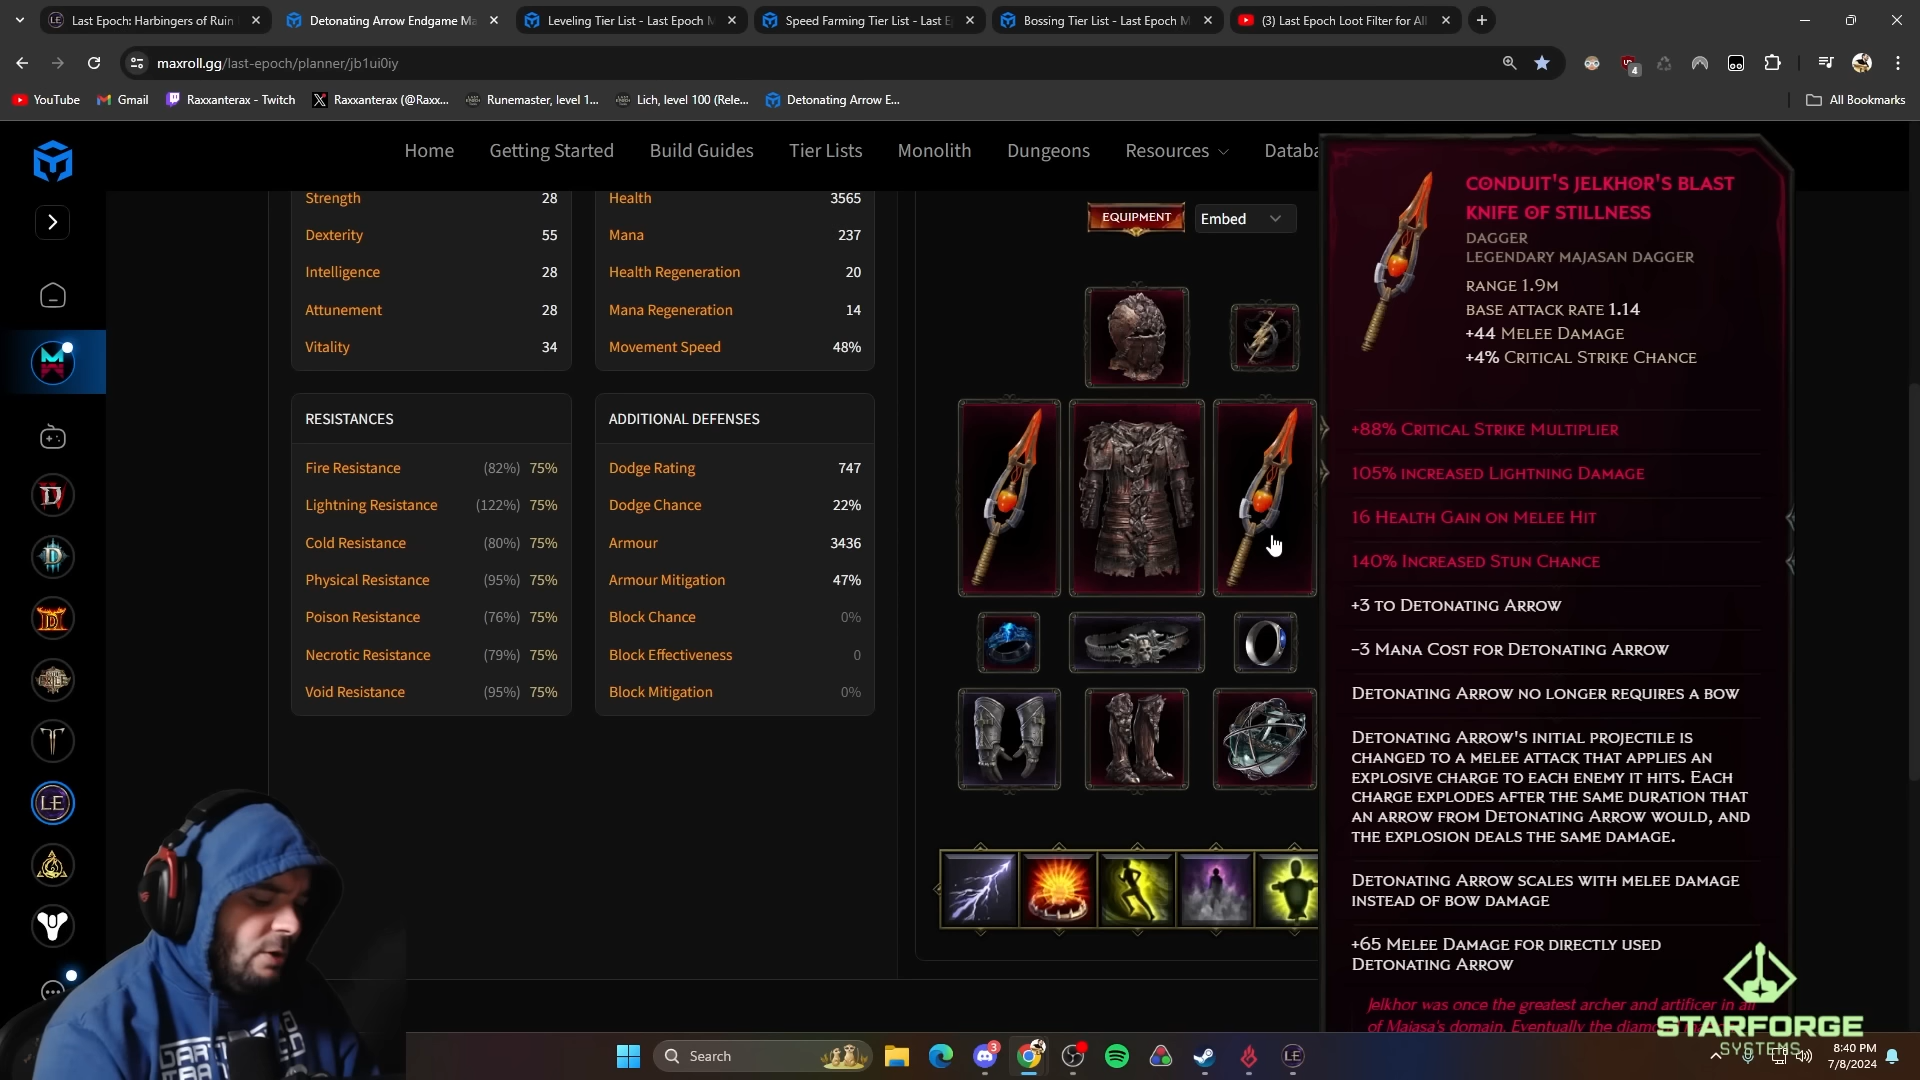 Last Epoch: Harbingers of Ruin
Detonating Arrow Endgame Ma
Leveling Tier List - Last Epoch M
Speed Farming Tier List - Last E
Bossing Tier List - Last Epoch M
(3) Last Epoch Loot Filter for All
maxroll.gg/last-epoch/planner/jb1ui0iy
4
YouTube
Gmail
Raxxanterax - Twitch
Raxxanterax (@Raxx...
Runemaster, level 1...
Lich, level 100 (Rele...
Detonating Arrow E...
All Bookmarks
Home
Getting Started
Build Guides
Tier Lists
Monolith
Dungeons
Resources
Databa
Strength 28
Dexterity 55
Intelligence 28
Attunement 28
Vitality 34
Health 3565
Mana 237
Health Regeneration 20
Mana Regeneration 14
Movement Speed 48%
RESISTANCES
Fire Resistance (82%) 75%
Lightning Resistance (122%) 75%
Cold Resistance (80%) 75%
Physical Resistance (95%) 75%
Poison Resistance (76%) 75%
Necrotic Resistance (79%) 75%
Void Resistance (95%) 75%
ADDITIONAL DEFENSES
Dodge Rating 747
Dodge Chance 22%
Armour 3436
Armour Mitigation 47%
Block Chance 0%
Block Effectiveness 0
Block Mitigation 0%
EQUIPMENT
Embed
CONDUIT'S JELKHOR'S BLAST
KNIFE OF STILLNESS
DAGGER
LEGENDARY MAJASAN DAGGER
RANGE 1.9M
BASE ATTACK RATE 1.14
+44 MELEE DAMAGE
+4% CRITICAL STRIKE CHANCE
+88% CRITICAL STRIKE MULTIPLIER
105% INCREASED LIGHTNING DAMAGE
16 HEALTH GAIN ON MELEE HIT
140% INCREASED STUN CHANCE
+3 TO DETONATING ARROW
-3 MANA COST FOR DETONATING ARROW
DETONATING ARROW NO LONGER REQUIRES A BOW
DETONATING ARROW'S INITIAL PROJECTILE IS
CHANGED TO A MELEE ATTACK THAT APPLIES AN
EXPLOSIVE CHARGE TO EACH ENEMY IT HITS. EACH
CHARGE EXPLODES AFTER THE SAME DURATION THAT
AN ARROW FROM DETONATING ARROW WOULD, AND
THE EXPLOSION DEALS THE SAME DAMAGE.
DETONATING ARROW SCALES WITH MELEE DAMAGE
INSTEAD OF BOW DAMAGE
+65 MELEE DAMAGE FOR DIRECTLY USED
DETONATING ARROW
Jelkhor was once the greatest archer and artificer in all
of Majasa's domain. Eventually the
STARFORGE
SYSTEMS
LE
Search
3
LE
8:40 PM
7/8/2024